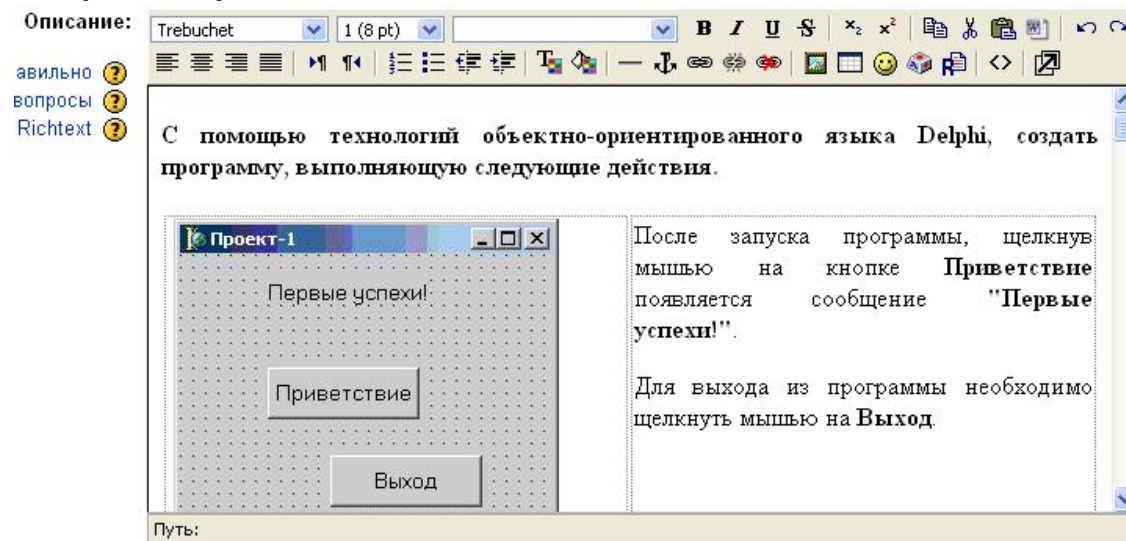 Описание:
Trebuchet 1 (8 pt) B I U S x₂ x²
авильно ?
вопросы ?
Richtext ?
С помощью технологий объектно-ориентированного языка Delphi, создать
программу, выполняющую следующие действия.
Проект-1
Первые успехи!
Приветствие
Выход
После запуска программы, щелкнув
мышью на кнопке Приветствие
появляется сообщение "Первые
успехи!".
Для выхода из программы необходимо
щелкнуть мышью на Выход.
Путь: